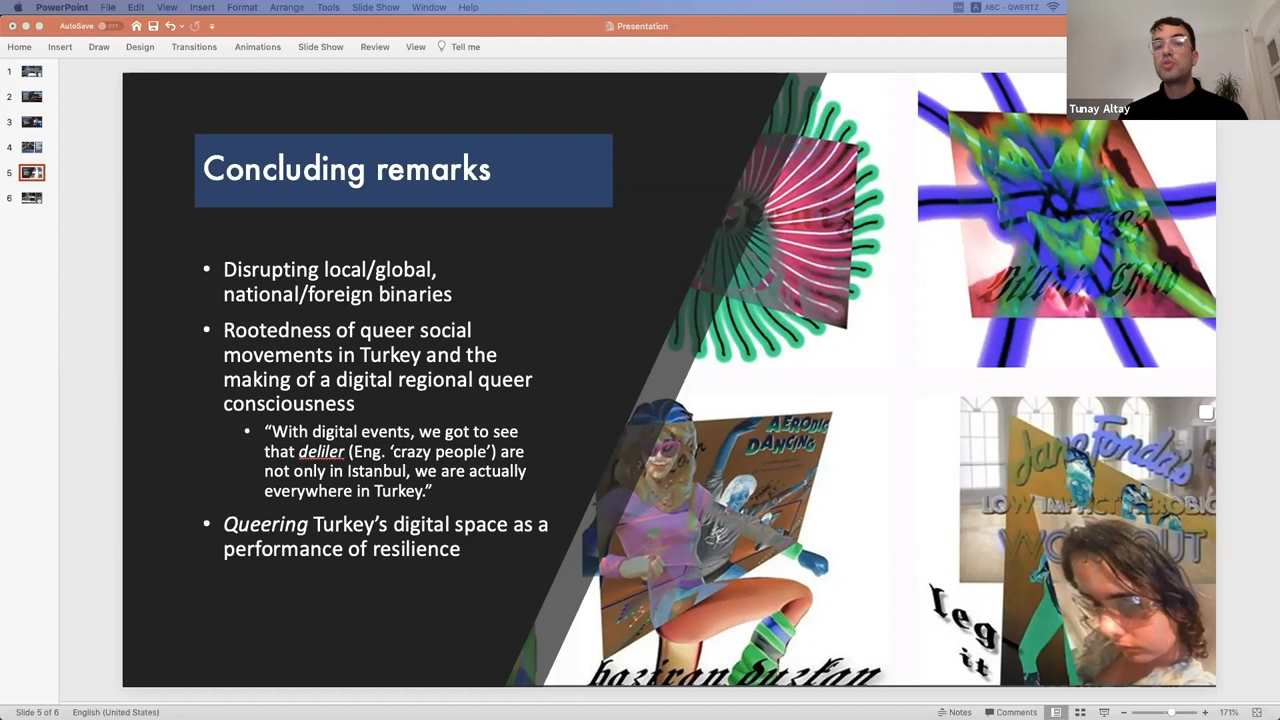 PowerPoint File Edit View Insert Format Arrange Tools Slide Show Window Help
ABC - QWERTZ
AutoSave OFF
Presentation
Home Insert Draw Design Transitions Animations Slide Show Review View Tell me
Tunay Altay
1
2
3
4
5
6
Concluding remarks
• Disrupting local/global,
national/foreign binaries
• Rootedness of queer social
movements in Turkey and the
making of a digital regional queer
consciousness
• “With digital events, we got to see
that deliler (Eng. ‘crazy people’) are
not only in Istanbul, we are actually
everywhere in Turkey.”
• Queering Turkey’s digital space as a
performance of resilience
AEROBIC
DANCING
haziran buzkan
Jane Fonda's
LOW IMPACT AEROBIC
WORKOUT
leg
it
Slide 5 of 6 English (United States)
Notes Comments 171%